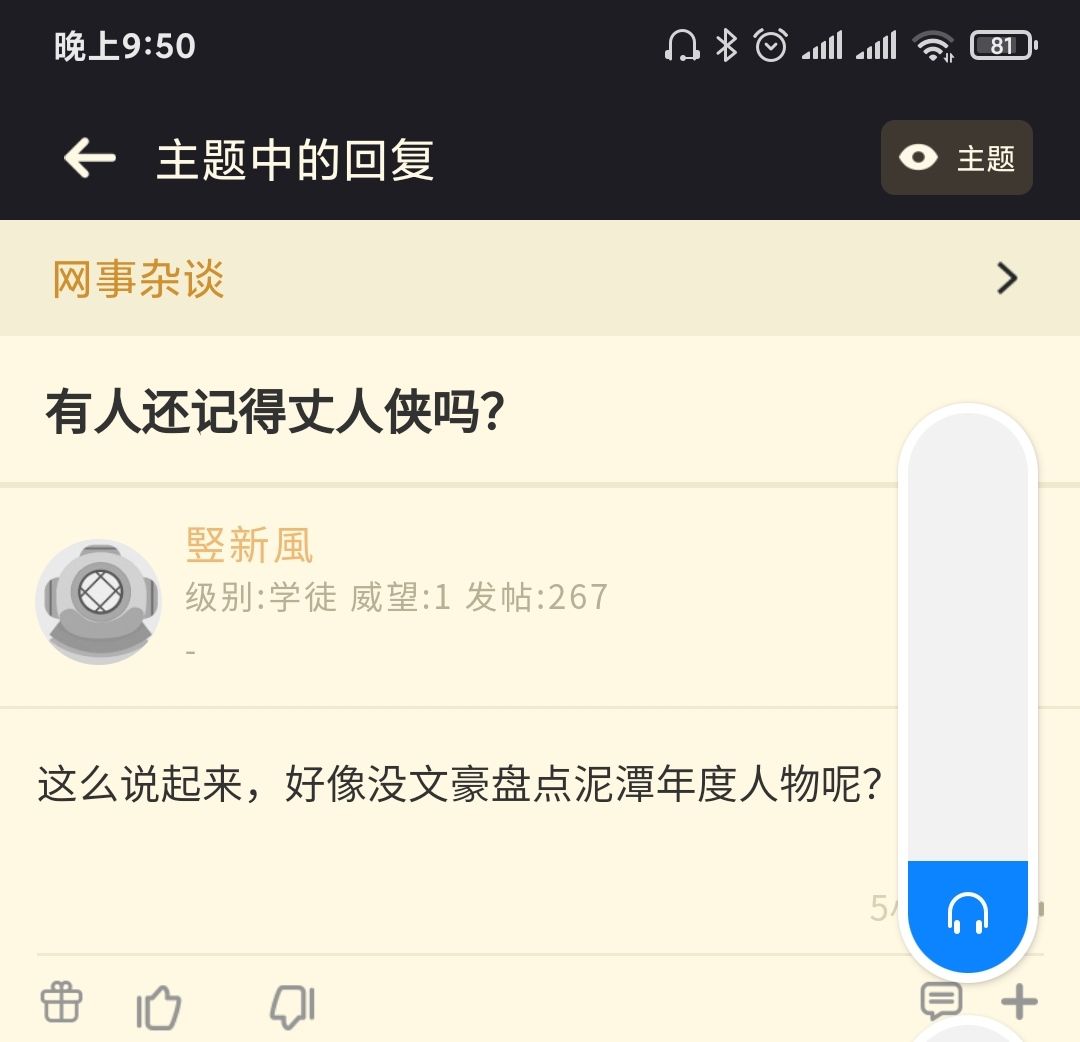 晚上9:50
81
主题中的回复
主题
网事杂谈
有人还记得丈人侠吗？
竪新風
级别:学徒 威望:1 发帖:267
-
这么说起来，好像没文豪盘点泥潭年度人物呢？
5